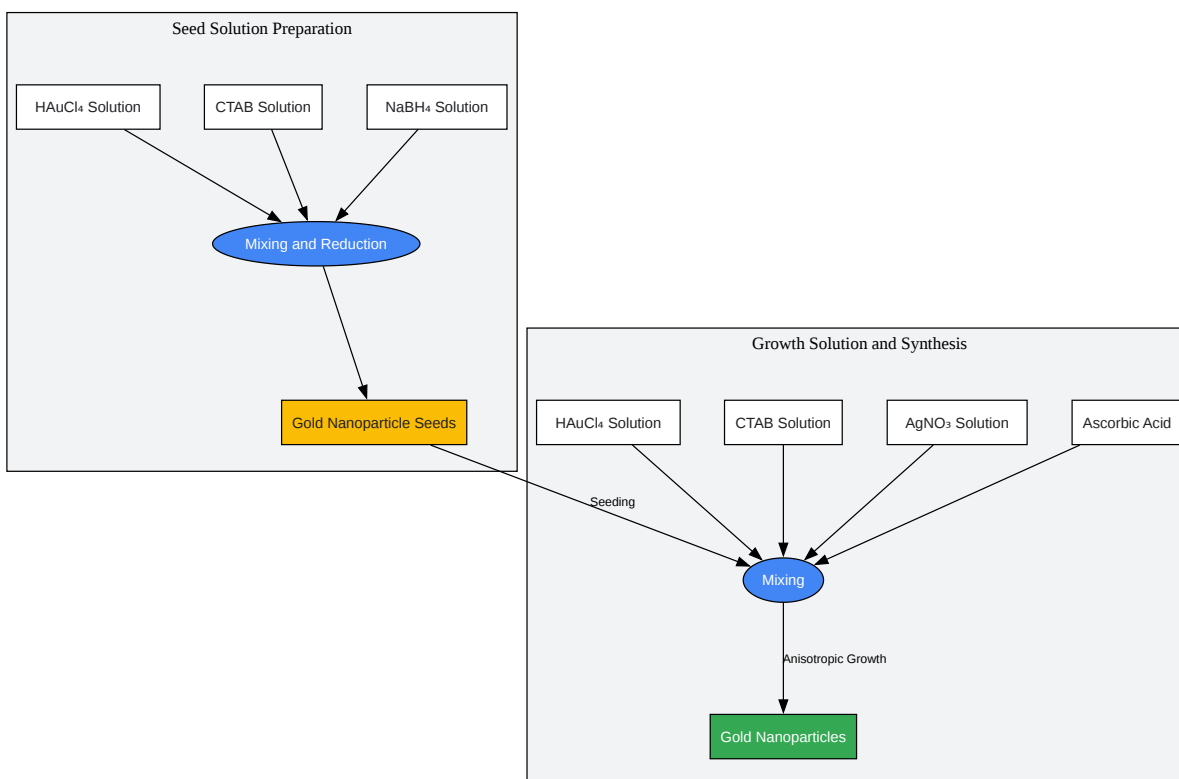 Seed Solution Preparation
HAuCl₄ Solution
CTAB Solution
NaBH₄ Solution
Mixing and Reduction
Gold Nanoparticle Seeds
Growth Solution and Synthesis
HAuCl₄ Solution
CTAB Solution
AgNO₃ Solution
Ascorbic Acid
Seeding
Mixing
Anisotropic Growth
Gold Nanoparticles